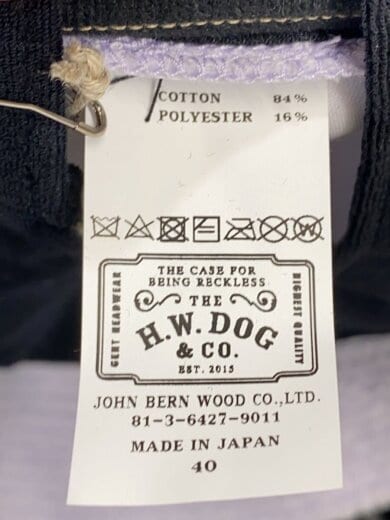 COTTON 84%
POLYESTER 16%
THE CASE FOR
BEING RECKLESS
GENT HEADWEAR
THE
H.W. DOG
& CO.
EST. 2015
HIGHEST QUALITY
JOHN BERN WOOD CO.,LTD.
81-3-6427-9011
MADE IN JAPAN
40